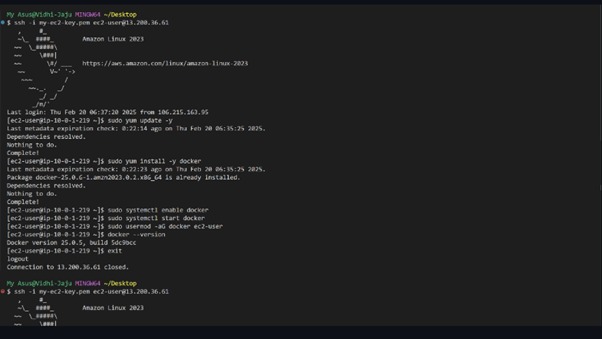 My Asus@Vidhi-Jaju MINGW64 ~/Desktop
$ ssh -i my-ec2-key.pem ec2-user@13.200.36.61
   ,     #_
   ~\_  ####_        Amazon Linux 2023
  ~~  \_#####\
  ~~     \###|
  ~~       \#/ ___   https://aws.amazon.com/linux/amazon-linux-2023
   ~~       V~' '->
    ~~~         /
      ~~._.   _/
         _/ _/
       _/m/'
Last login: Thu Feb 20 06:37:20 2025 from 106.215.163.95
[ec2-user@ip-10-0-1-219 ~]$ sudo yum update -y
Last metadata expiration check: 0:22:14 ago on Thu Feb 20 06:35:25 2025.
Dependencies resolved.
Nothing to do.
Complete!
[ec2-user@ip-10-0-1-219 ~]$ sudo yum install -y docker
Last metadata expiration check: 0:22:23 ago on Thu Feb 20 06:35:25 2025.
Package docker-25.0.6-1.amzn2023.0.2.x86_64 is already installed.
Dependencies resolved.
Nothing to do.
Complete!
[ec2-user@ip-10-0-1-219 ~]$ sudo systemctl enable docker
[ec2-user@ip-10-0-1-219 ~]$ sudo systemctl start docker
[ec2-user@ip-10-0-1-219 ~]$ sudo usermod -aG docker ec2-user
[ec2-user@ip-10-0-1-219 ~]$ docker --version
Docker version 25.0.5, build 5dc9bcc
[ec2-user@ip-10-0-1-219 ~]$ exit
logout
Connection to 13.200.36.61 closed.
My Asus@Vidhi-Jaju MINGW64 ~/Desktop
$ ssh -i my-ec2-key.pem ec2-user@13.200.36.61
   ,     #_
   ~\_  ####_        Amazon Linux 2023
  ~~  \_#####\
  ~~     \###|